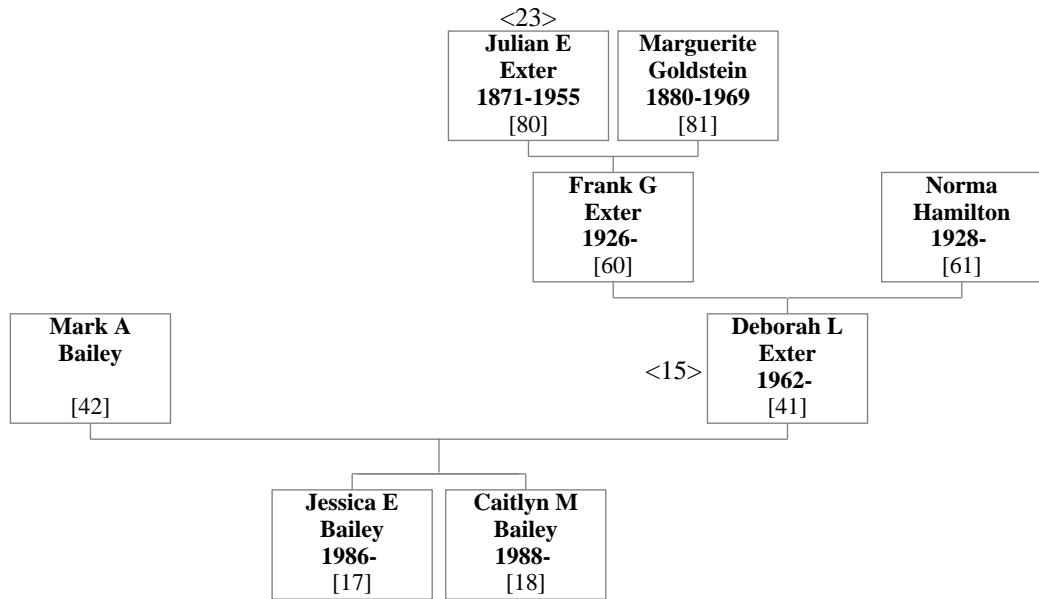 <23>
Julian E
Exter
1871-1955
[80]
Marguerite
Goldstein
1880-1969
[81]
Frank G
Exter
1926-
[60]
Norma
Hamilton
1928-
[61]
Mark A
Bailey
[42]
<15>
Deborah L
Exter
1962-
[41]
Jessica E
Bailey
1986-
[17]
Caitlyn M
Bailey
1988-
[18]